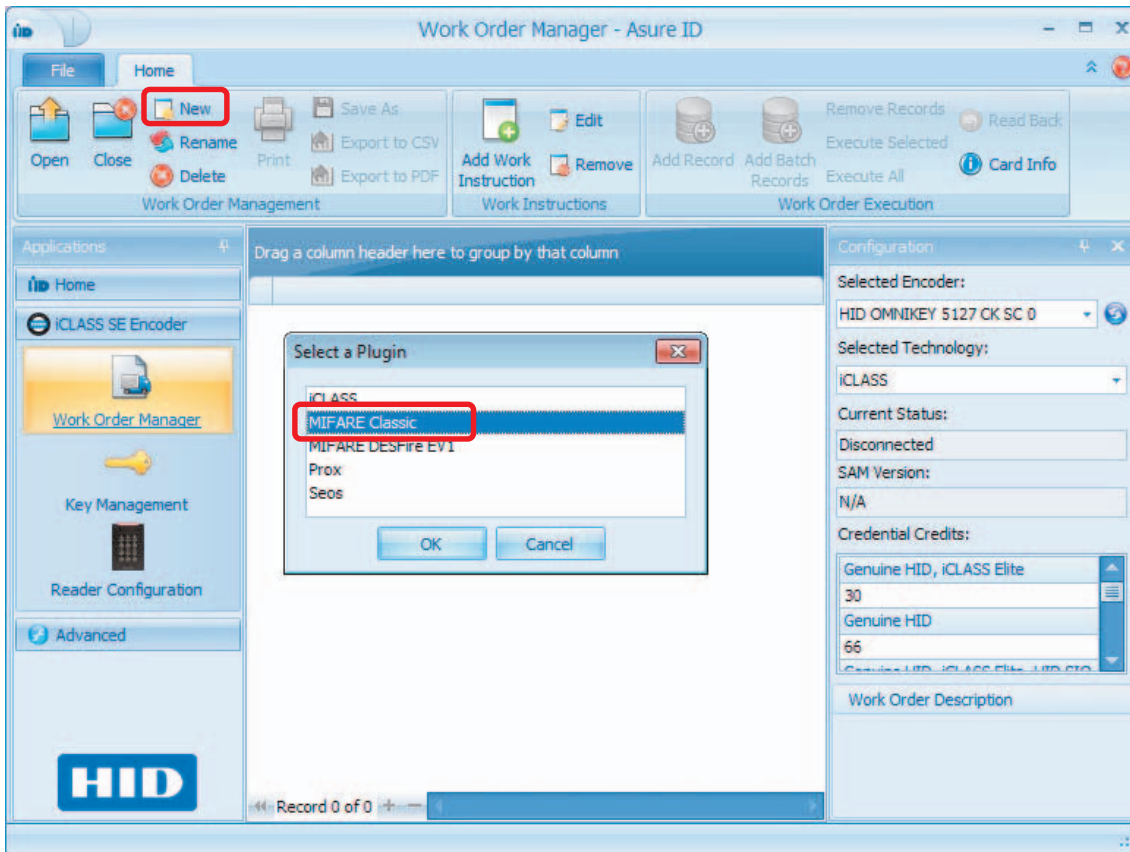 Work Order Manager - Asure ID
File
Home
New
Rename
Delete
Open
Close
Print
Save As
Export to CSV
Export to PDF
Work Order Management
Add Work
Instruction
Edit
Remove
Work Instructions
Add Record
Add Batch
Records
Remove Records
Execute Selected
Execute All
Read Back
Card Info
Work Order Execution
Applications
Home
iCLASS SE Encoder
Work Order Manager
Key Management
Reader Configuration
Advanced
HID
Drag a column header here to group by that column
Select a Plugin
iCLASS
MIFARE Classic
MIFARE DESFire EV1
Prox
Seos
OK
Cancel
Record 0 of 0
Configuration
Selected Encoder:
HID OMNIKEY 5127 CK SC 0
Selected Technology:
iCLASS
Current Status:
Disconnected
SAM Version:
N/A
Credential Credits:
Genuine HID, iCLASS Elite
30
Genuine HID
66
Genuine HID, iCLASS Elite, HID SIO
Work Order Description